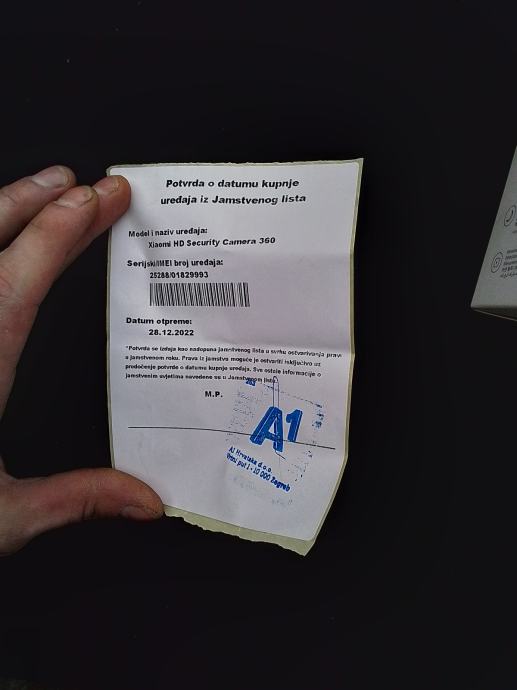 Potvrda o datumu kupnje
uređaja iz Jamstvenog lista
Model i naziv uređaja:
Xiaomi HD Security Camera 360
Serijski/IMEI broj uređaja:
25288/01829993
Datum otpreme:
28.12.2022
*Potvrda se izdaje kao nadopuna jamstvenog lista u svrhu ostvarivanja prava
u jamstvenom roku. Prava iz jamstva moguće je ostvariti isključivo uz
predočenje potvrde o datumu kupnje uređaja. Sve ostale informacije o
jamstvenim uvjetima navedene su u Jamstvenom listu
M.P.
A1
A1 Hrvatska d.o.o.
Vrtni put 1 - 10 000 Zagreb